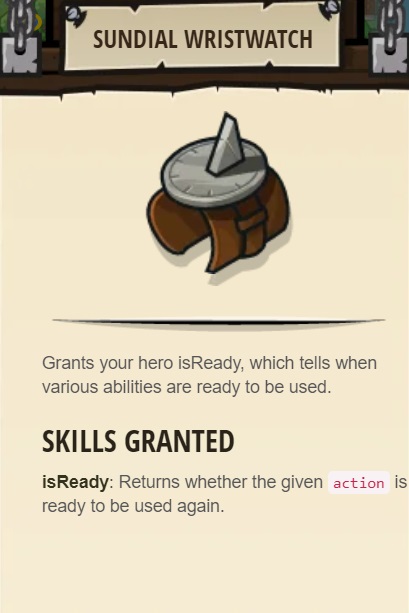 SUNDIAL WRISTWATCH
Grants your hero isReady, which tells when
various abilities are ready to be used.
SKILLS GRANTED
isReady: Returns whether the given action is
ready to be used again.